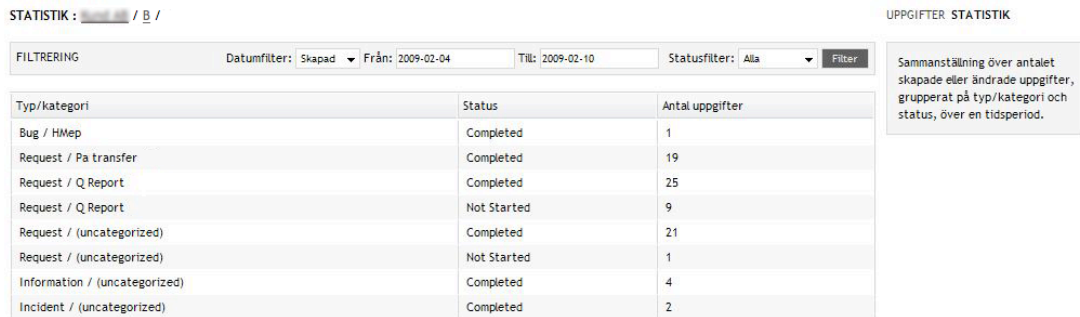 STATISTIK : / B /
UPPGIFTER STATISTIK
FILTRERING Datumfilter: Skapad Från: 2009-02-04 Till: 2009-02-10 Statusfilter: Alla Filter
Sammanställning över antalet
skapade eller ändrade uppgifter,
grupperat på typ/kategori och
status, över en tidsperiod.
Typ/kategori Status Antal uppgifter
Bug / HMep Completed 1
Request / Pa transfer Completed 19
Request / Q Report Completed 25
Request / Q Report Not Started 9
Request / (uncategorized) Completed 21
Request / (uncategorized) Not Started 1
Information / (uncategorized) Completed 4
Incident / (uncategorized) Completed 2